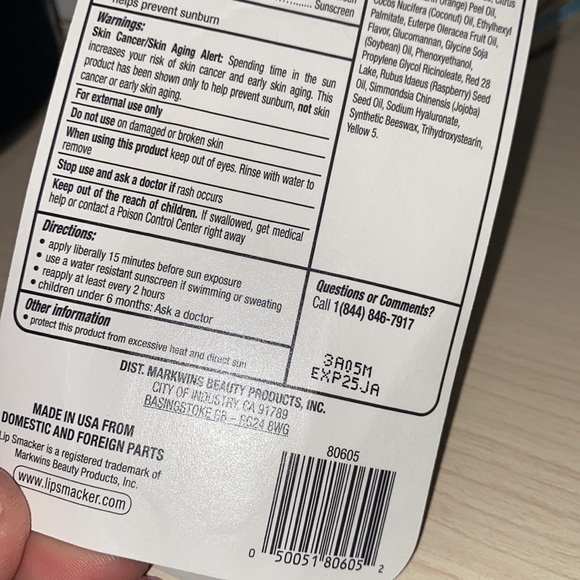 helps prevent sunburn
Sunscreen
Warnings:
Skin Cancer/Skin Aging Alert: Spending time in the sun
increases your risk of skin cancer and early skin aging. This
product has been shown only to help prevent sunburn, not skin
cancer or early skin aging.
For external use only
Do not use on damaged or broken skin
When using this product keep out of eyes. Rinse with water to
remove
Stop use and ask a doctor if rash occurs
Keep out of the reach of children. If swallowed, get medical
help or contact a Poison Control Center right away
Directions:
• apply liberally 15 minutes before sun exposure
• use a water resistant sunscreen if swimming or sweating
• reapply at least every 2 hours
• children under 6 months: Ask a doctor
Other information
• protect this product from excessive heat and direct sun
Orange) Peel Oil,
Cocos Nucifera (Coconut) Oil, Ethylhexyl
Palmitate, Euterpe Oleracea Fruit Oil,
Flavor, Glucomannan, Glycine Soja
(Soybean) Oil, Phenoxyethanol,
Propylene Glycol Ricinoleate, Red 28
Lake, Rubus Idaeus (Raspberry) Seed
Oil, Simmondsia Chinensis (Jojoba)
Seed Oil, Sodium Hyaluronate,
Synthetic Beeswax, Trihydroxystearin,
Yellow 5.
Questions or Comments?
Call 1(844) 846-7917
3A05M
EXP25JA
DIST. MARKWINS BEAUTY PRODUCTS, INC.
CITY OF INDUSTRY, CA 91789
BASINGSTOKE GB - RG24 8WG
MADE IN USA FROM
DOMESTIC AND FOREIGN PARTS
Lip Smacker is a registered trademark of
Markwins Beauty Products, Inc.
www.lipsmacker.com
80605
0 50051 80605 2